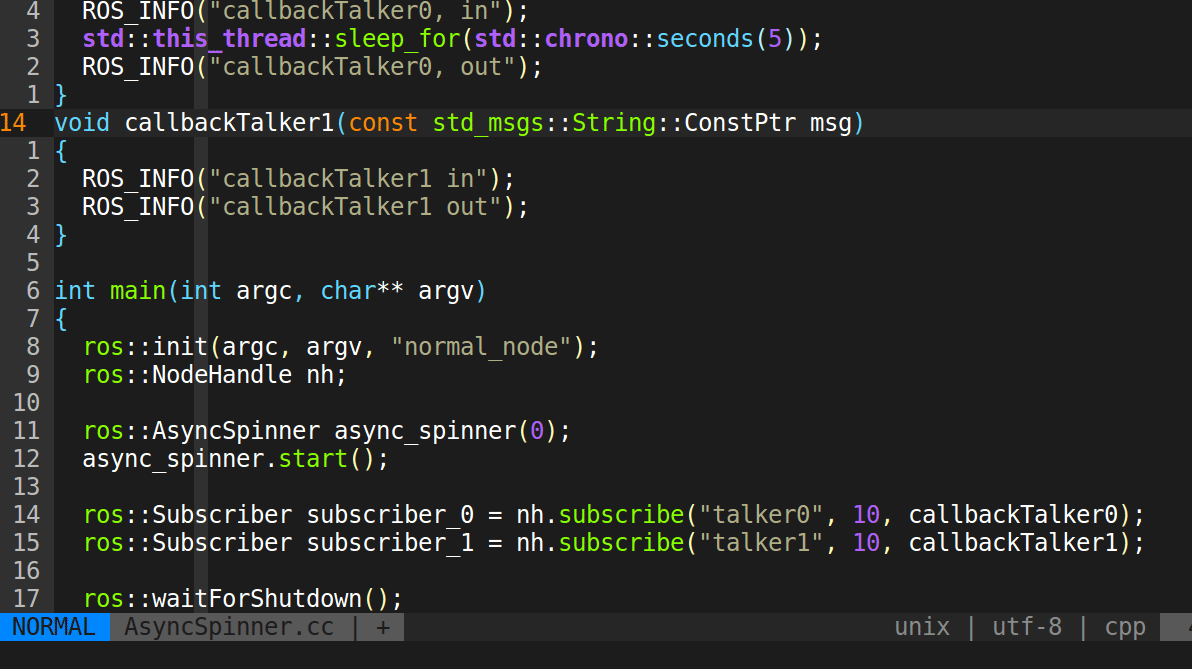 4   ROS_INFO("callbackTalker0, in");
3   std::this_thread::sleep_for(std::chrono::seconds(5));
2   ROS_INFO("callbackTalker0, out");
1 }
14  void callbackTalker1(const std_msgs::String::ConstPtr msg)
1 {
2   ROS_INFO("callbackTalker1 in");
3   ROS_INFO("callbackTalker1 out");
4 }
5
6 int main(int argc, char** argv)
7 {
8   ros::init(argc, argv, "normal_node");
9   ros::NodeHandle nh;
10
11   ros::AsyncSpinner async_spinner(0);
12   async_spinner.start();
13
14   ros::Subscriber subscriber_0 = nh.subscribe("talker0", 10, callbackTalker0);
15   ros::Subscriber subscriber_1 = nh.subscribe("talker1", 10, callbackTalker1);
16
17   ros::waitForShutdown();
NORMAL AsyncSpinner.cc | + unix | utf-8 | cpp